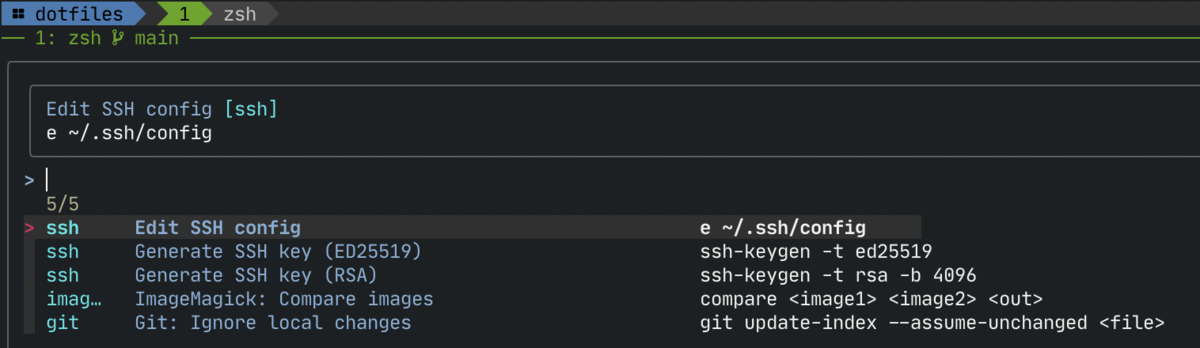 dotfiles 1 zsh
1: zsh main
Edit SSH config [ssh]
e ~/.ssh/config
>
5/5
> ssh Edit SSH config e ~/.ssh/config
ssh Generate SSH key (ED25519) ssh-keygen -t ed25519
ssh Generate SSH key (RSA) ssh-keygen -t rsa -b 4096
imag… ImageMagick: Compare images compare <image1> <image2> <out>
git Git: Ignore local changes git update-index --assume-unchanged <file>